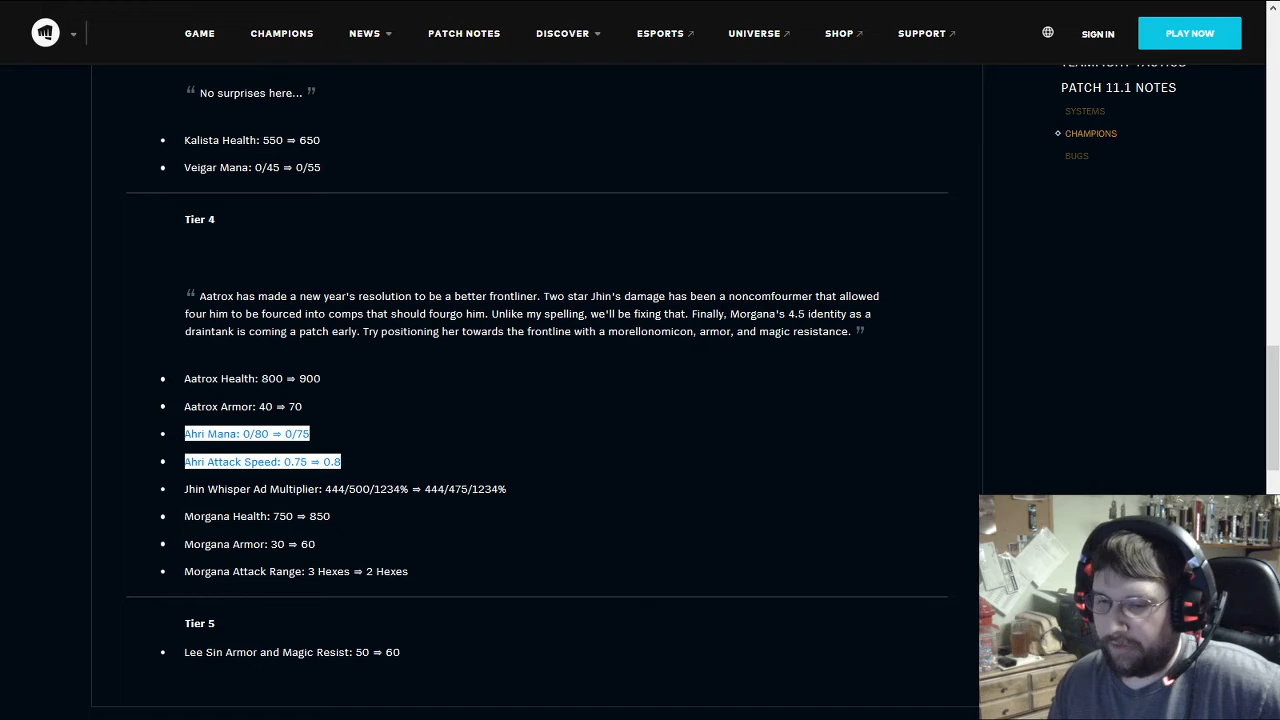 GAME CHAMPIONS NEWS PATCH NOTES DISCOVER ESPORTS UNIVERSE SHOP SUPPORT SIGN IN PLAY NOW
TEAMFIGHT TACTICS
PATCH 11.1 NOTES
SYSTEMS
CHAMPIONS
BUGS
“ No surprises here... ”
• Kalista Health: 550 ⇒ 650
• Veigar Mana: 0/45 ⇒ 0/55
Tier 4
“ Aatrox has made a new year's resolution to be a better frontliner. Two star Jhin's damage has been a noncomfourmer that allowed
four him to be fourced into comps that should fourgo him. Unlike my spelling, we'll be fixing that. Finally, Morgana's 4.5 identity as a
draintank is coming a patch early. Try positioning her towards the frontline with a morellonomicon, armor, and magic resistance. ”
• Aatrox Health: 800 ⇒ 900
• Aatrox Armor: 40 ⇒ 70
• Ahri Mana: 0/80 ⇒ 0/75
• Ahri Attack Speed: 0.75 ⇒ 0.8
• Jhin Whisper Ad Multiplier: 444/500/1234% ⇒ 444/475/1234%
• Morgana Health: 750 ⇒ 850
• Morgana Armor: 30 ⇒ 60
• Morgana Attack Range: 3 Hexes ⇒ 2 Hexes
Tier 5
• Lee Sin Armor and Magic Resist: 50 ⇒ 60